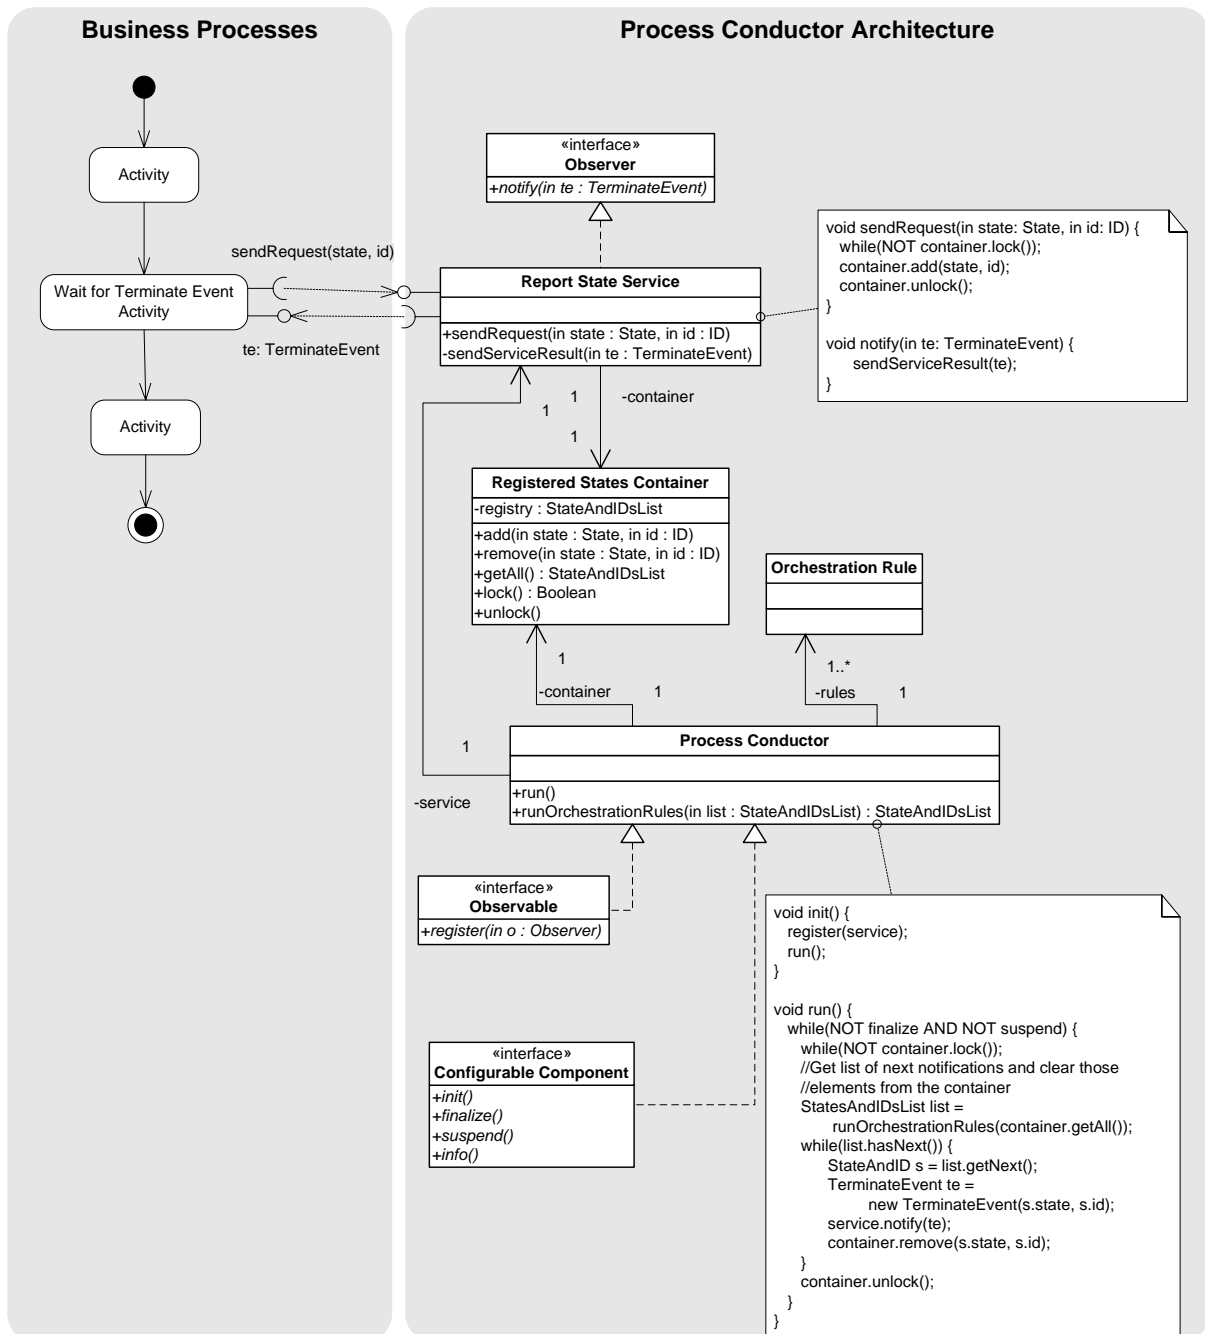 Business Processes
Activity
sendRequest(state, id)
Wait for Terminate Event
Activity
te: TerminateEvent
Activity
Process Conductor Architecture
«interface»
Observer
+notify(in te : TerminateEvent)
Report State Service
+sendRequest(in state : State, in id : ID)
-sendServiceResult(in te : TerminateEvent)
void sendRequest(in state: State, in id: ID) {
while(NOT container.lock());
container.add(state, id);
container.unlock();
}
void notify(in te: TerminateEvent) {
sendServiceResult(te);
}
1
-container
1
1
Registered States Container
-registry : StateAndIDsList
+add(in state : State, in id : ID)
+remove(in state : State, in id : ID)
+getAll() : StateAndIDsList
+lock() : Boolean
+unlock()
Orchestration Rule
1
-container
1
1..*
-rules
1
1
-service
Process Conductor
+run()
+runOrchestrationRules(in list : StateAndIDsList) : StateAndIDsList
«interface»
Observable
+register(in o : Observer)
«interface»
Configurable Component
+init()
+finalize()
+suspend()
+info()
void init() {
register(service);
run();
}
void run() {
while(NOT finalize AND NOT suspend) {
while(NOT container.lock());
//Get list of next notifications and clear those
//elements from the container
StatesAndIDsList list =
runOrchestrationRules(container.getAll());
while(list.hasNext()) {
StateAndID s = list.getNext();
TerminateEvent te =
new TerminateEvent(s.state, s.id);
service.notify(te);
container.remove(s.state, s.id);
}
container.unlock();
}
}